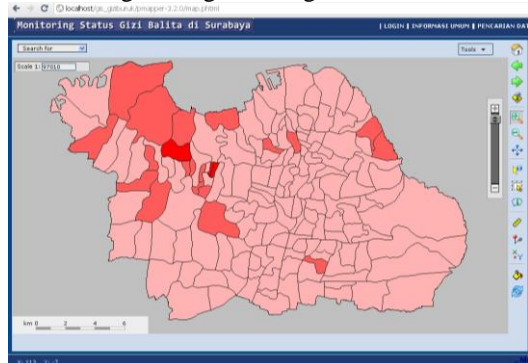 localhost/gis_giziburuk/pmapper-3.2.0/map.phtml
Monitoring Status Gizi Balita di Surabaya
| LOGIN | INFORMASI UMUM | PENCARIAN DAT
Search for
Tools
Scale 1: 97010
km 0 2 4 6